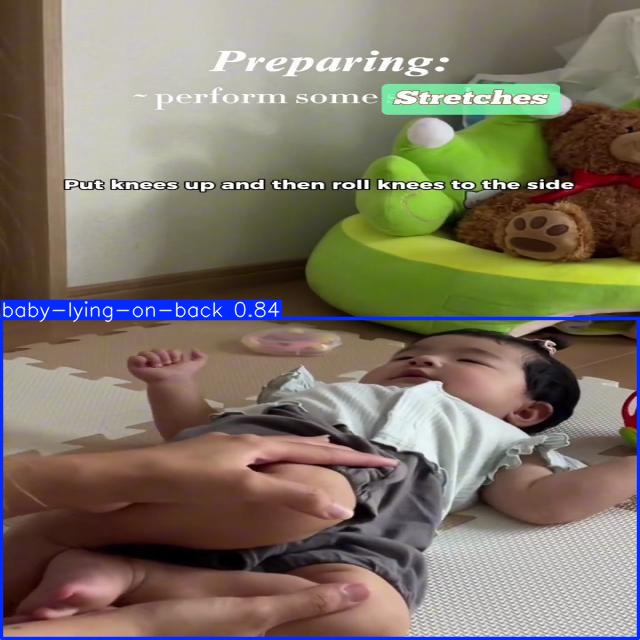 Preparing:
~ perform some Stretches
Put knees up and then roll knees to the side
baby-lying-on-back 0.84